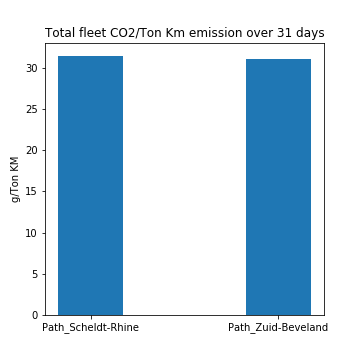 Total fleet CO2/Ton Km emission over 31 days
g/Ton KM
30
25
20
15
10
5
0
Path_Scheldt-Rhine
Path_Zuid-Beveland